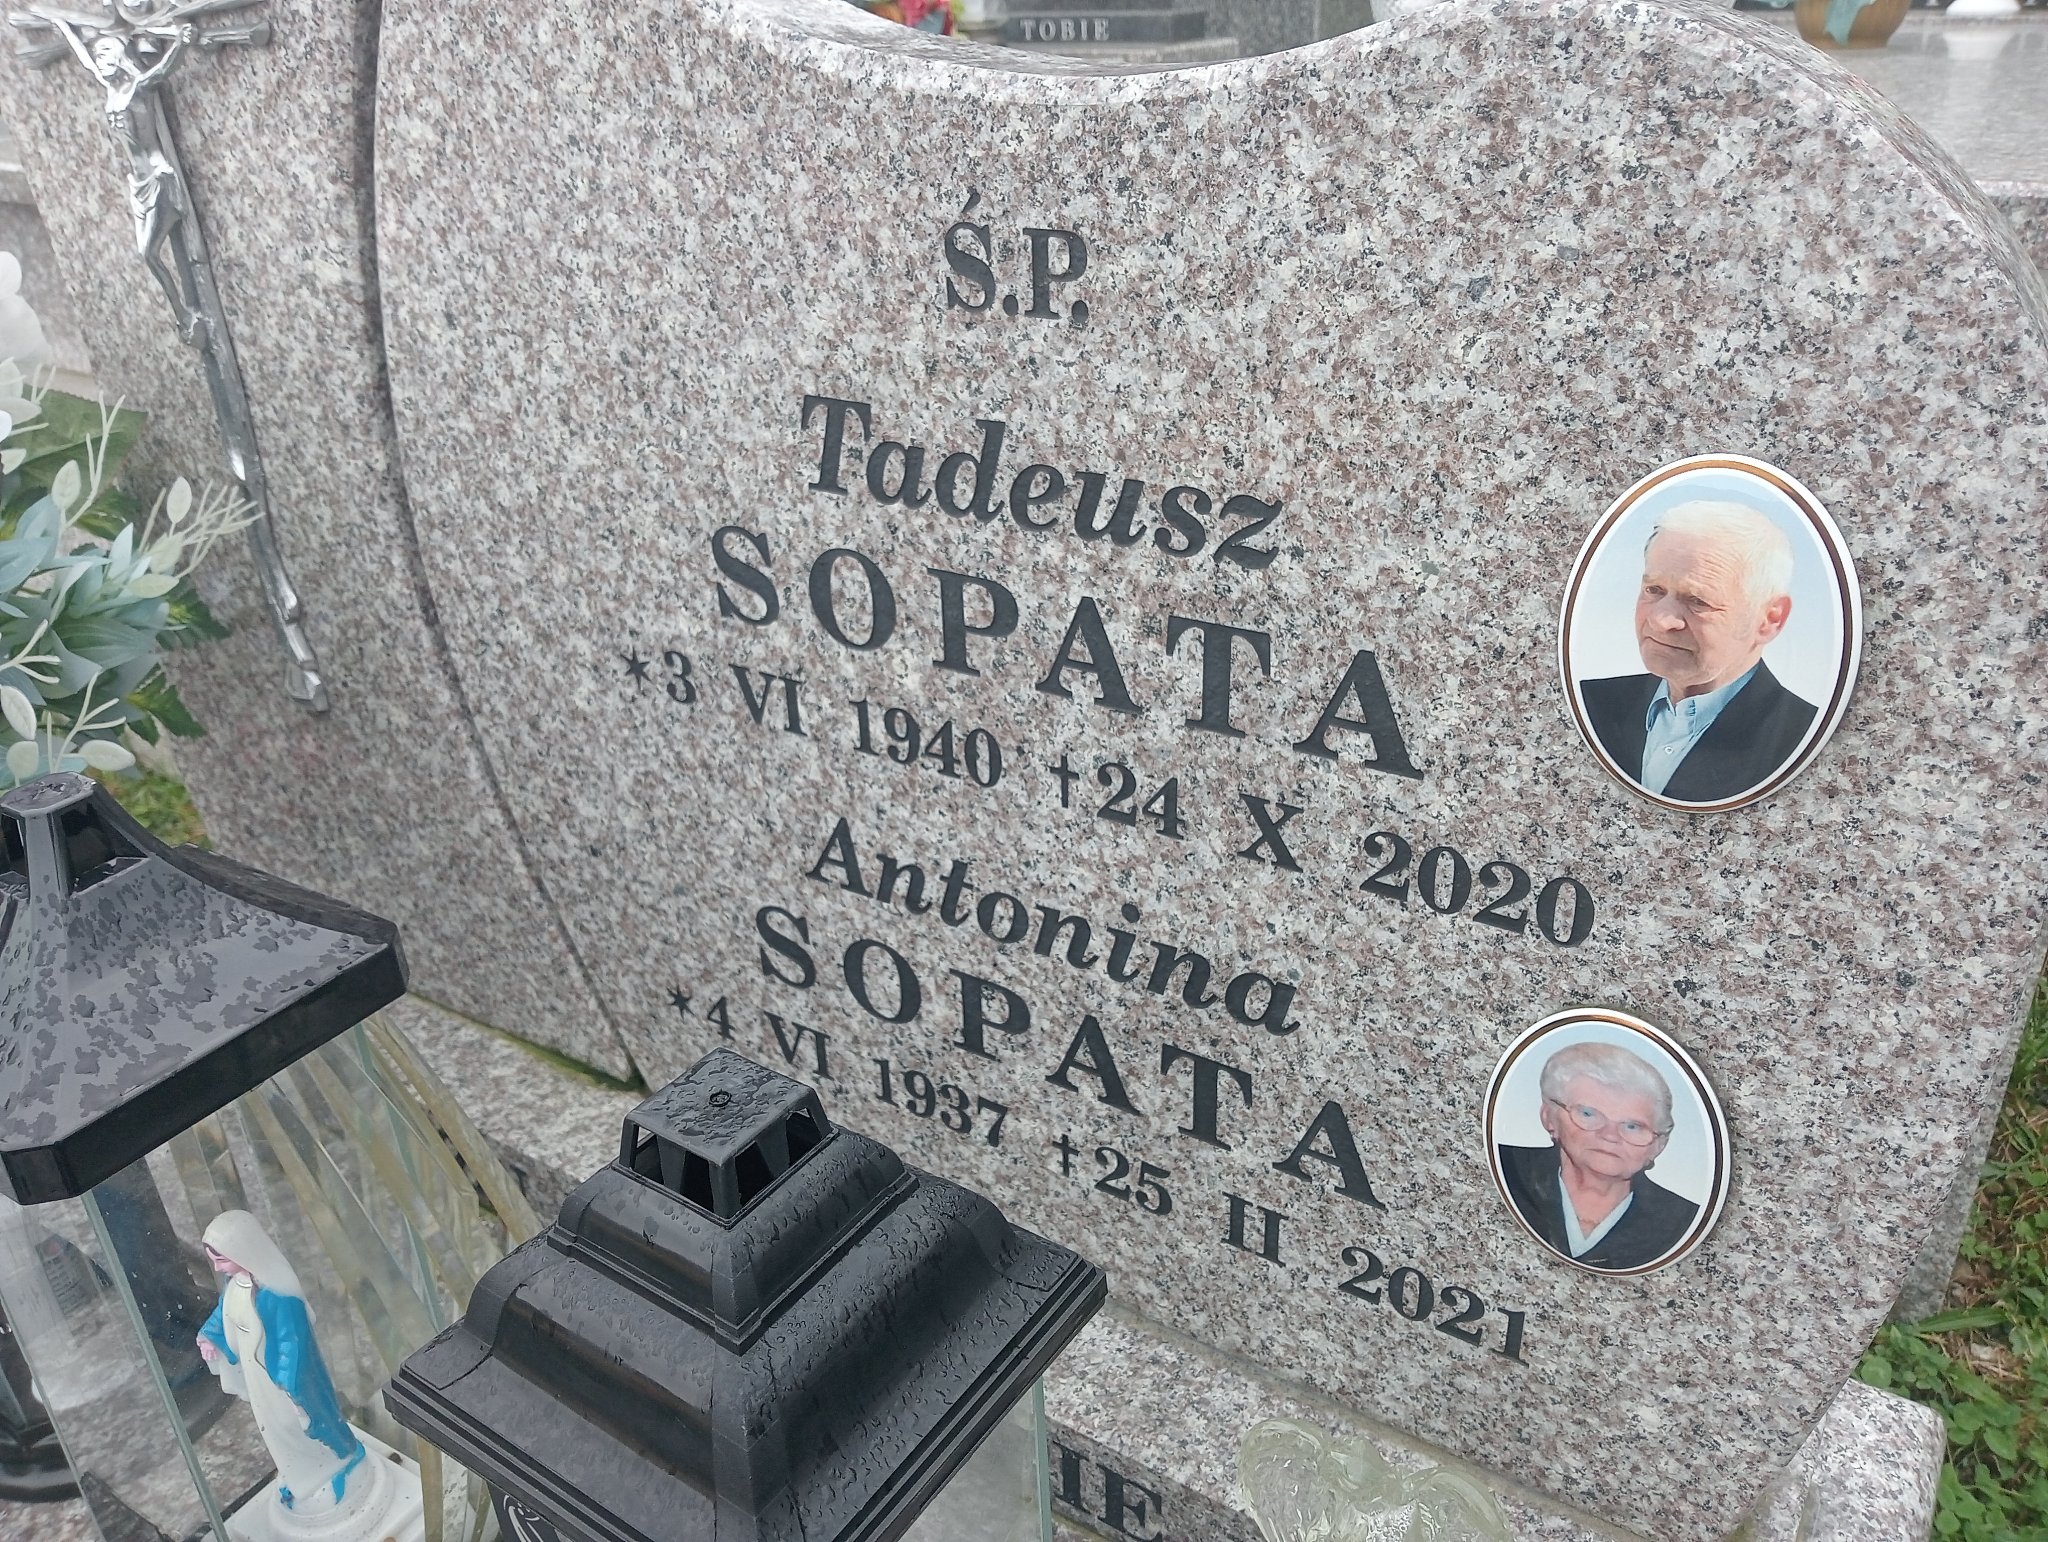 TOBIE
Ś.P.
Tadeusz
SOPATA
*3 VI 1940 †24 X 2020
Antonina
SOPATA
*4 VI 1937 †25 II 2021